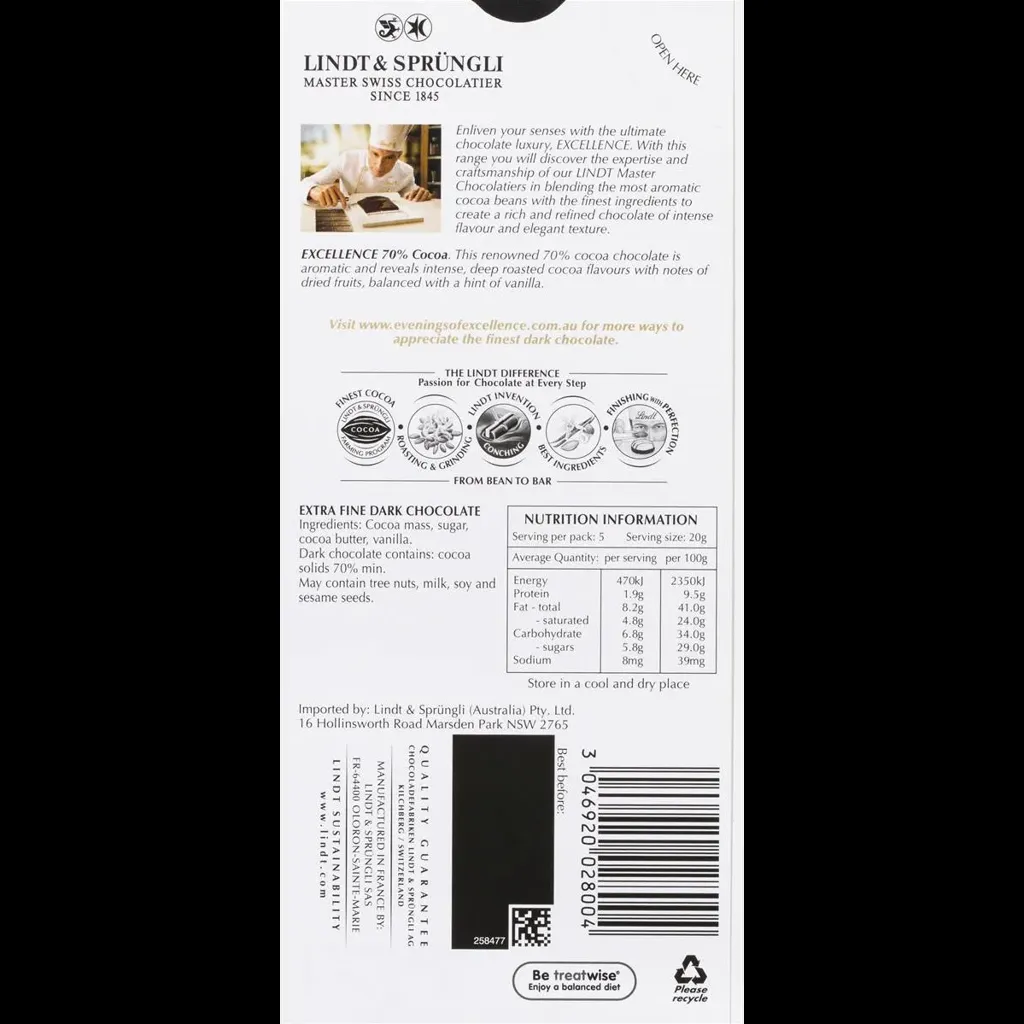 LINDT & SPRÜNGLI
MASTER SWISS CHOCOLATIER
SINCE 1845
OPEN HERE
Enliven your senses with the ultimate
chocolate luxury, EXCELLENCE. With this
range you will discover the expertise and
craftsmanship of our LINDT Master
Chocolatiers in blending the most aromatic
cocoa beans with the finest ingredients to
create a rich and refined chocolate of intense
flavour and elegant texture.
EXCELLENCE 70% Cocoa. This renowned 70% cocoa chocolate is
aromatic and reveals intense, deep roasted cocoa flavours with notes of
dried fruits, balanced with a hint of vanilla.
Visit www.eveningsofexcellence.com.au for more ways to
appreciate the finest dark chocolate.
THE LINDT DIFFERENCE
Passion for Chocolate at Every Step
FINEST COCOA
LINDT & SPRÜNGLI
COCOA
FARMING PROGRAM
ROASTING & GRINDING
LINDT INVENTION
CONCHING
BEST INGREDIENTS
FINISHING WITH PERFECTION
Lindt
FROM BEAN TO BAR
EXTRA FINE DARK CHOCOLATE
Ingredients: Cocoa mass, sugar,
cocoa butter, vanilla.
Dark chocolate contains: cocoa
solids 70% min.
May contain tree nuts, milk, soy and
sesame seeds.
NUTRITION INFORMATION
Serving per pack: 5 Serving size: 20g
Average Quantity: per serving per 100g
Energy 470kJ 2350kJ
Protein 1.9g 9.5g
Fat - total 8.2g 41.0g
- saturated 4.8g 24.0g
Carbohydrate 6.8g 34.0g
- sugars 5.8g 29.0g
Sodium 8mg 39mg
Store in a cool and dry place
Imported by: Lindt & Sprüngli (Australia) Pty. Ltd.
16 Hollinsworth Road Marsden Park NSW 2765
QUALITY GUARANTEE
CHOCOLADEFABRIKEN LINDT & SPRÜNGLI AG
KILCHBERG / SWITZERLAND
MANUFACTURED IN FRANCE BY:
LINDT & SPRÜNGLI SAS
FR-64400 OLORON-SAINTE-MARIE
LINDT SUSTAINABILITY
www.lindt.com
Best before:
258477
3 046920 028004
Be treatwise®
Enjoy a balanced diet
Please
recycle